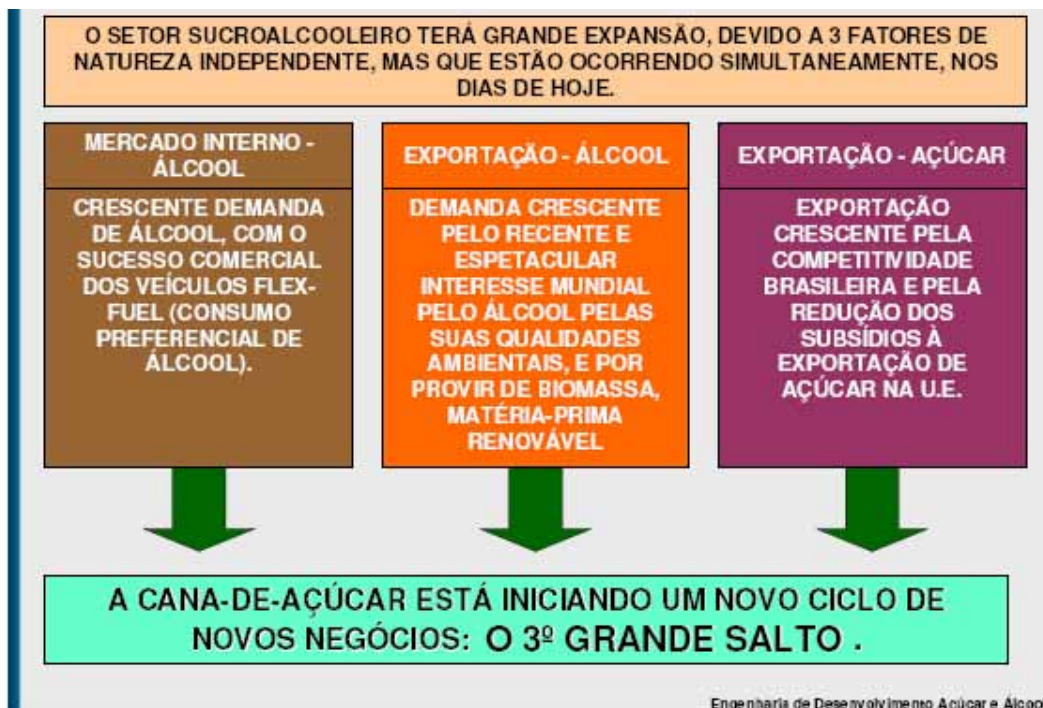 O SETOR SUCROALCOOLEIRO TERÁ GRANDE EXPANSÃO, DEVIDO A 3 FATORES DE
NATUREZA INDEPENDENTE, MAS QUE ESTÃO OCORRENDO SIMULTANEAMENTE, NOS
DIAS DE HOJE.
MERCADO INTERNO -
ÁLCOOL
CRESCENTE DEMANDA
DE ÁLCOOL, COM O
SUCESSO COMERCIAL
DOS VEÍCULOS FLEX-
FUEL (CONSUMO
PREFERENCIAL DE
ÁLCOOL).
EXPORTAÇÃO - ÁLCOOL
DEMANDA CRESCENTE
PELO RECENTE E
ESPETACULAR
INTERESSE MUNDIAL
PELO ÁLCOOL PELAS
SUAS QUALIDADES
AMBIENTAIS, E POR
PROVIR DE BIOMASSA,
MATÉRIA-PRIMA
RENOVÁVEL
EXPORTAÇÃO - AÇÚCAR
EXPORTAÇÃO
CRESCENTE PELA
COMPETITIVIDADE
BRASILEIRA E PELA
REDUÇÃO DOS
SUBSÍDIOS À
EXPORTAÇÃO DE
AÇÚCAR NA U.E.
A CANA-DE-AÇÚCAR ESTÁ INICIANDO UM NOVO CICLO DE
NOVOS NEGÓCIOS: O 3º GRANDE SALTO .
Engenharia de Desenvolvimento Açúcar e Álcoo